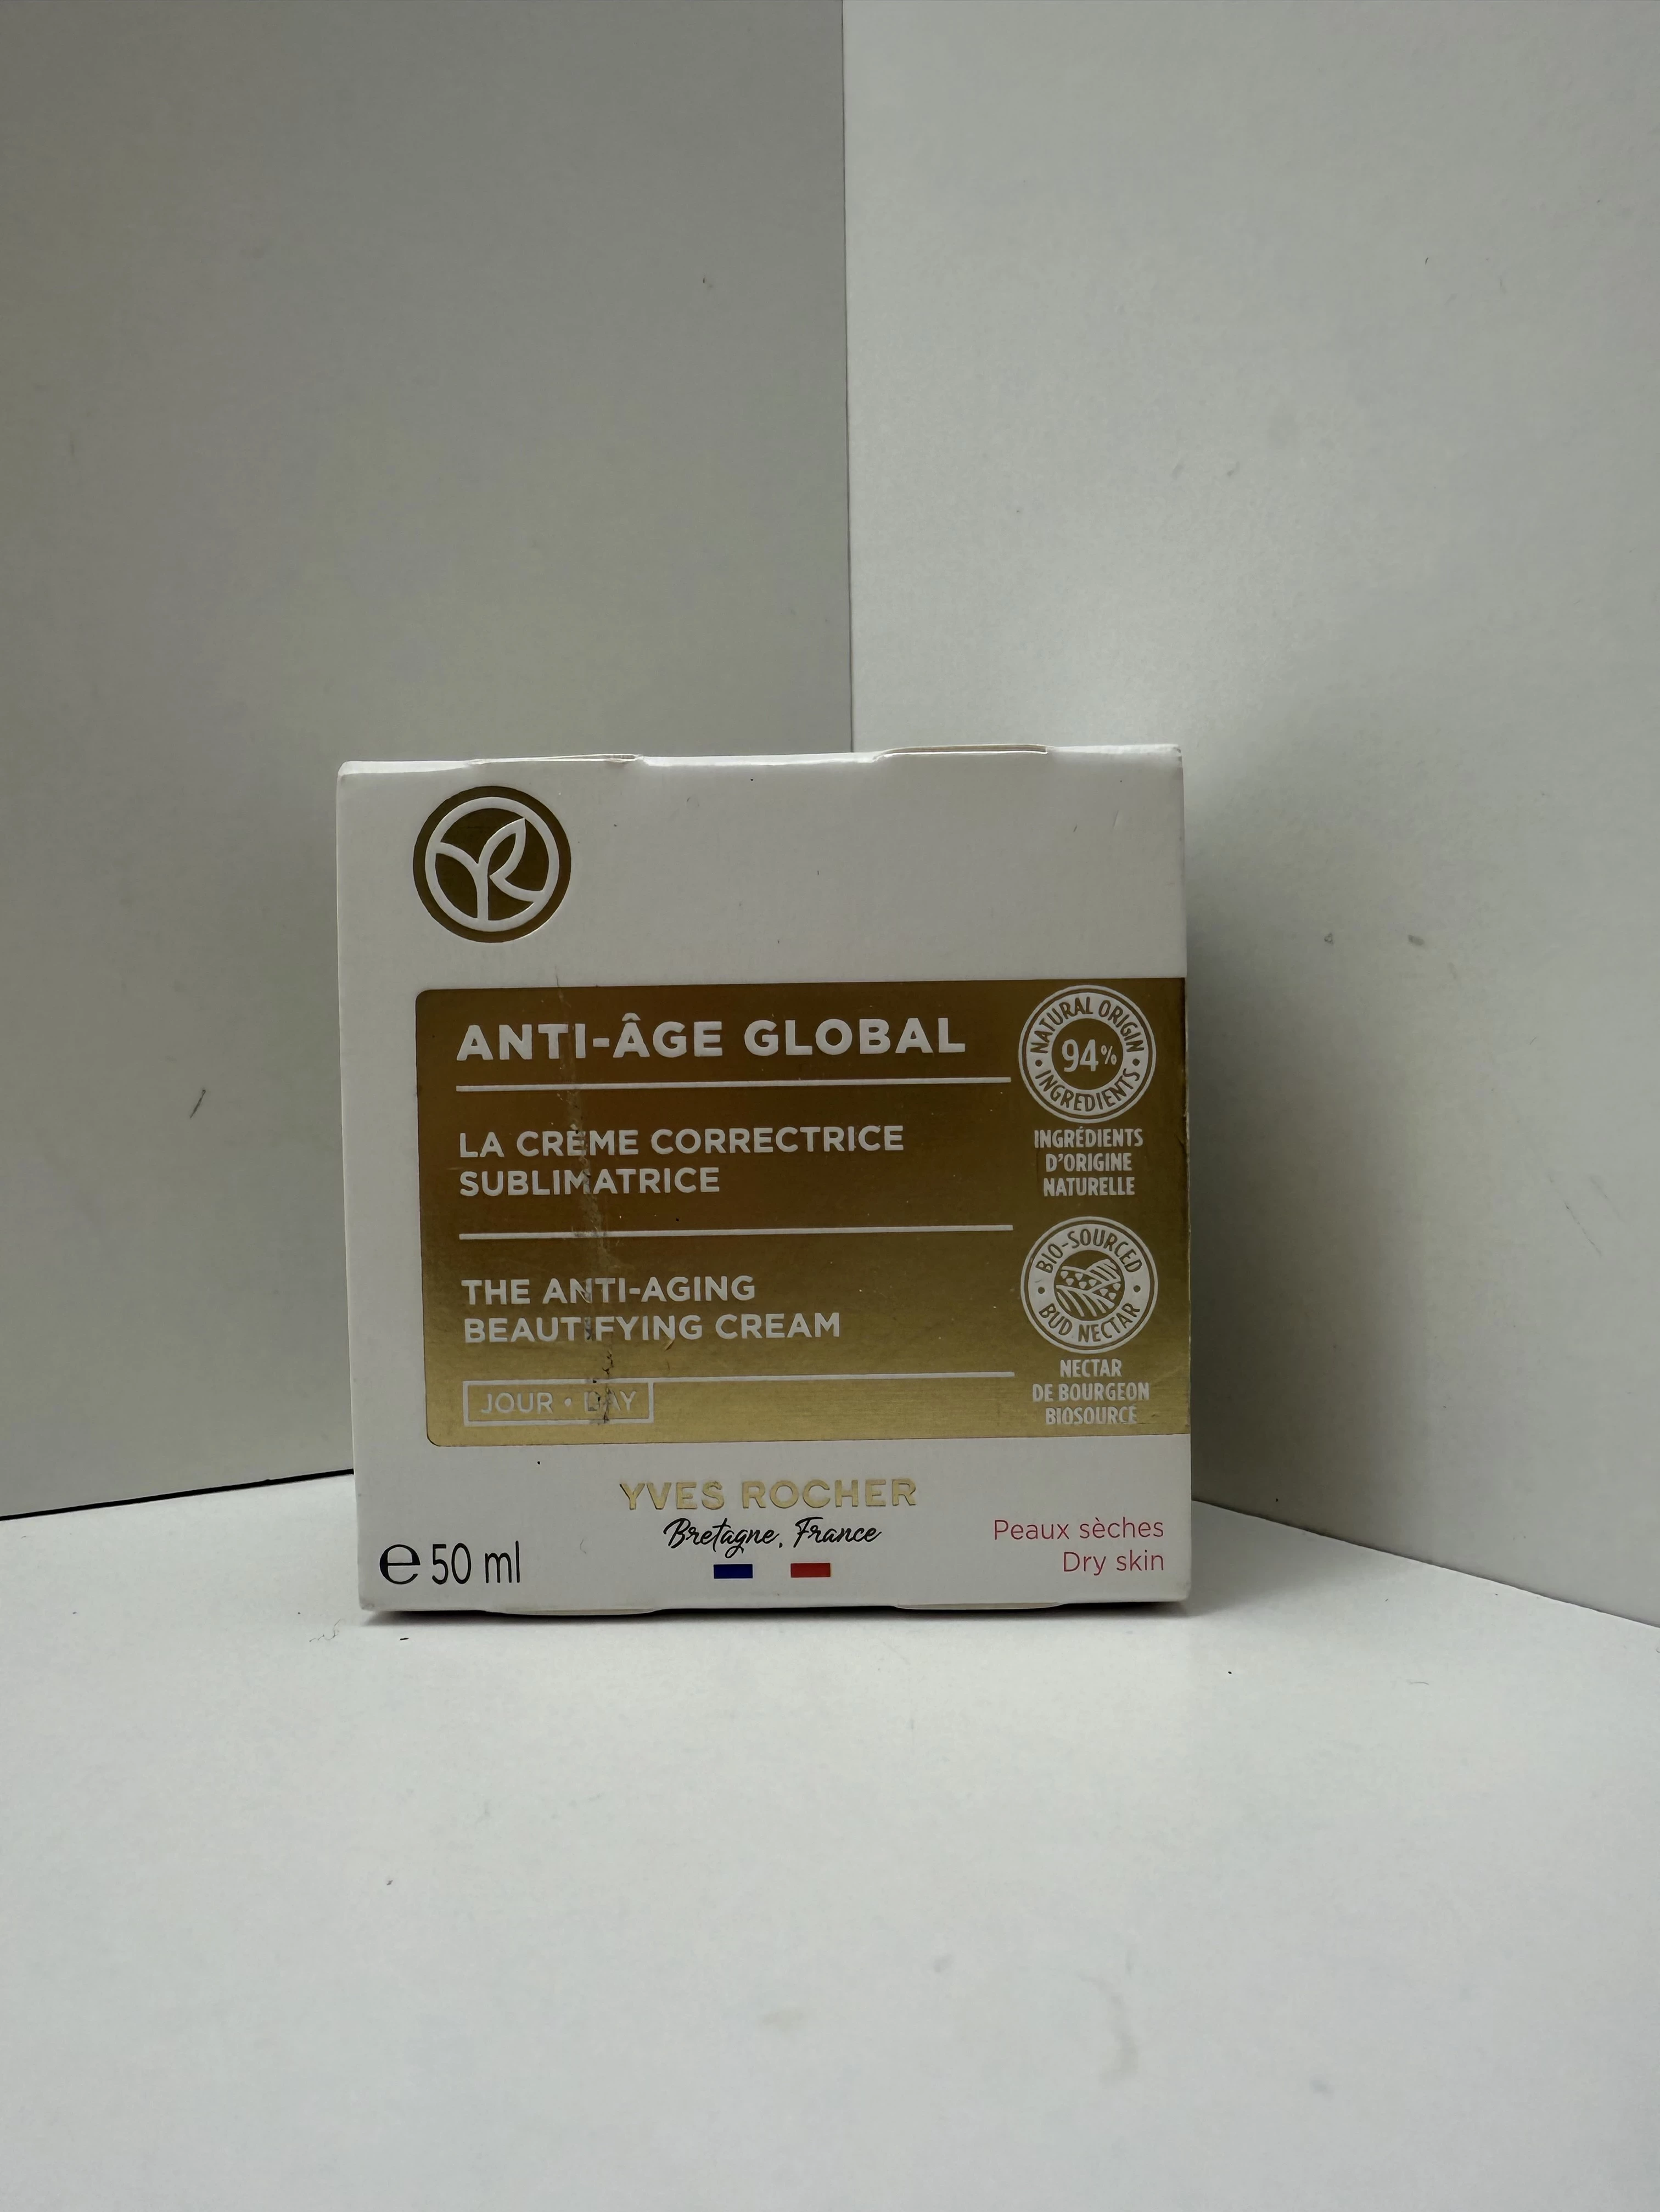 ANTI-ÂGE GLOBAL
LA CRÈME CORRECTRICE
SUBLIMATRICE
THE ANTI-AGING
BEAUTIFYING CREAM
JOUR • DAY
NATURAL ORIGIN
94%
• INGREDIENTS •
INGRÉDIENTS
D'ORIGINE
NATURELLE
BIO-SOURCED
• BUD NECTAR •
NECTAR
DE BOURGEON
BIOSOURCÉ
YVES ROCHER
Bretagne, France
e 50 ml
Peaux sèches
Dry skin